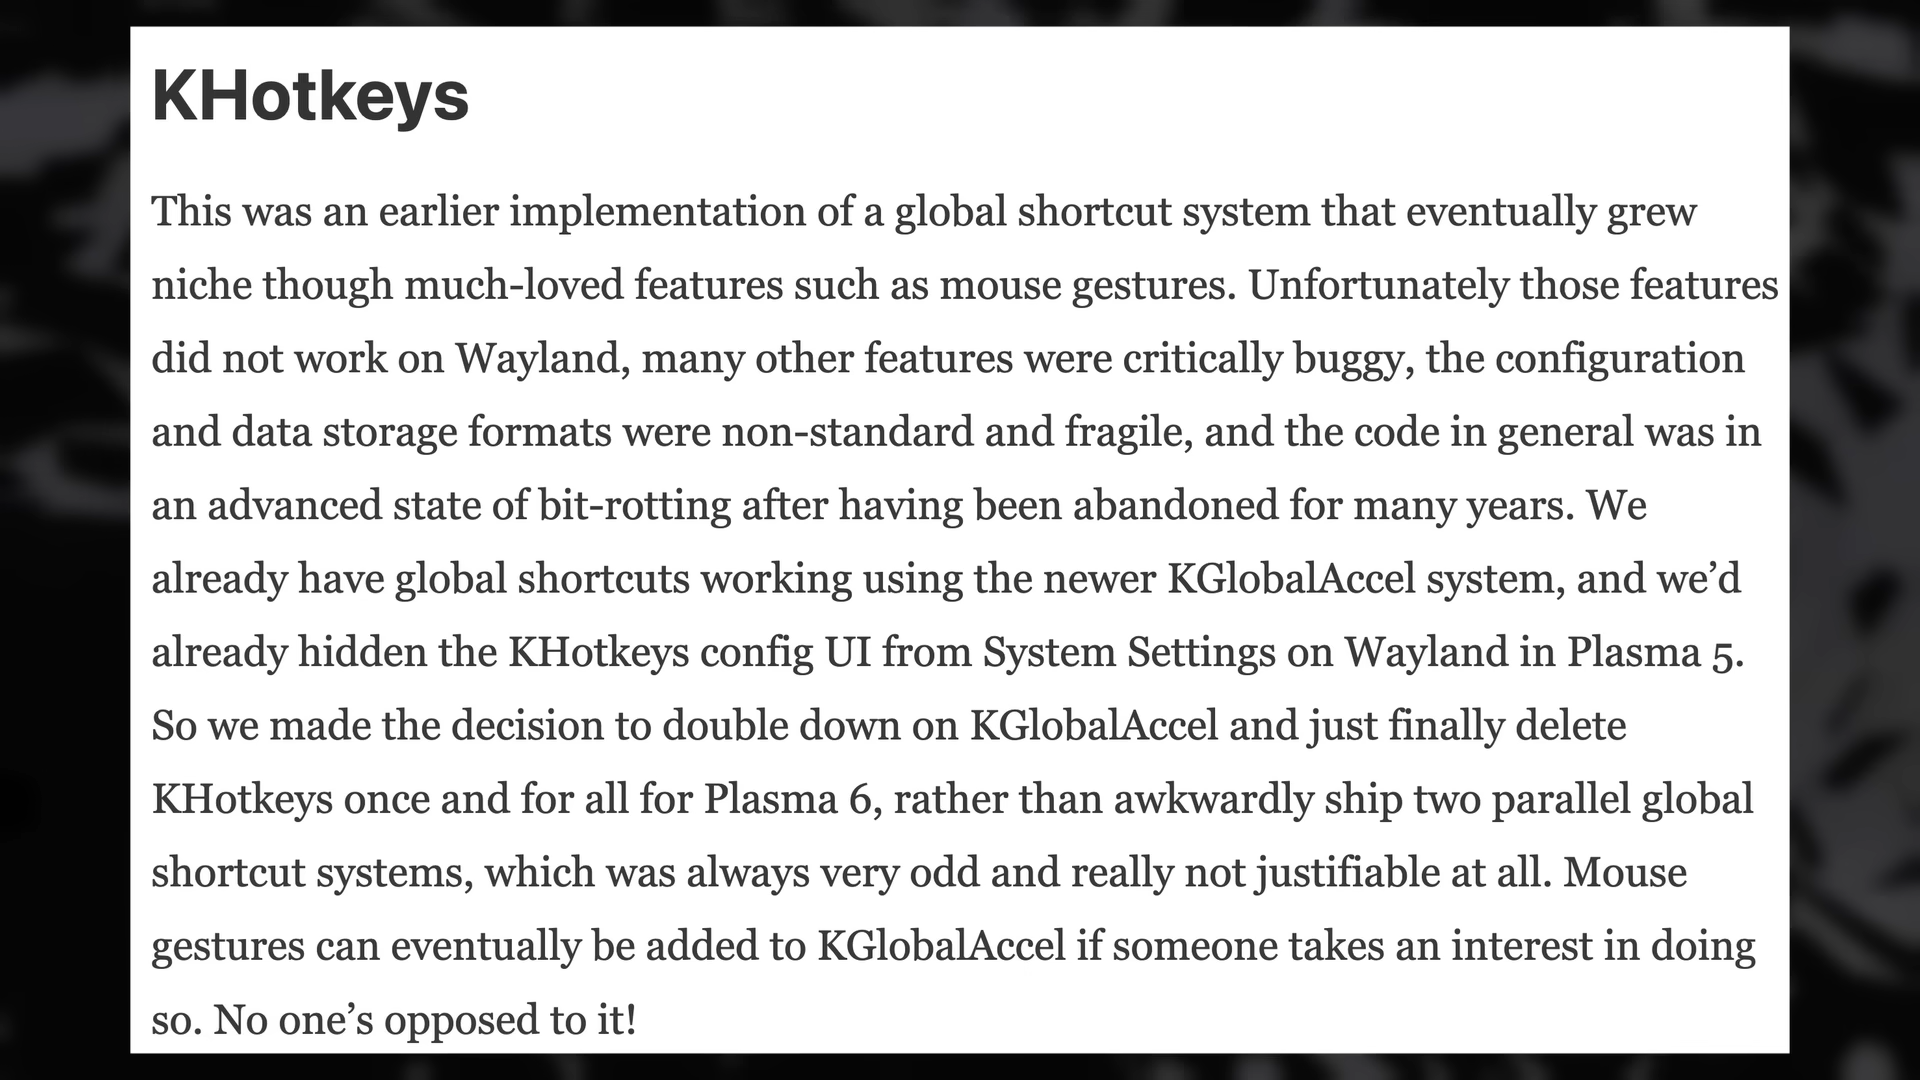 KHotkeys
This was an earlier implementation of a global shortcut system that eventually grew
niche though much-loved features such as mouse gestures. Unfortunately those features
did not work on Wayland, many other features were critically buggy, the configuration
and data storage formats were non-standard and fragile, and the code in general was in
an advanced state of bit-rotting after having been abandoned for many years. We
already have global shortcuts working using the newer KGlobalAccel system, and we’d
already hidden the KHotkeys config UI from System Settings on Wayland in Plasma 5.
So we made the decision to double down on KGlobalAccel and just finally delete
KHotkeys once and for all for Plasma 6, rather than awkwardly ship two parallel global
shortcut systems, which was always very odd and really not justifiable at all. Mouse
gestures can eventually be added to KGlobalAccel if someone takes an interest in doing
so. No one’s opposed to it!